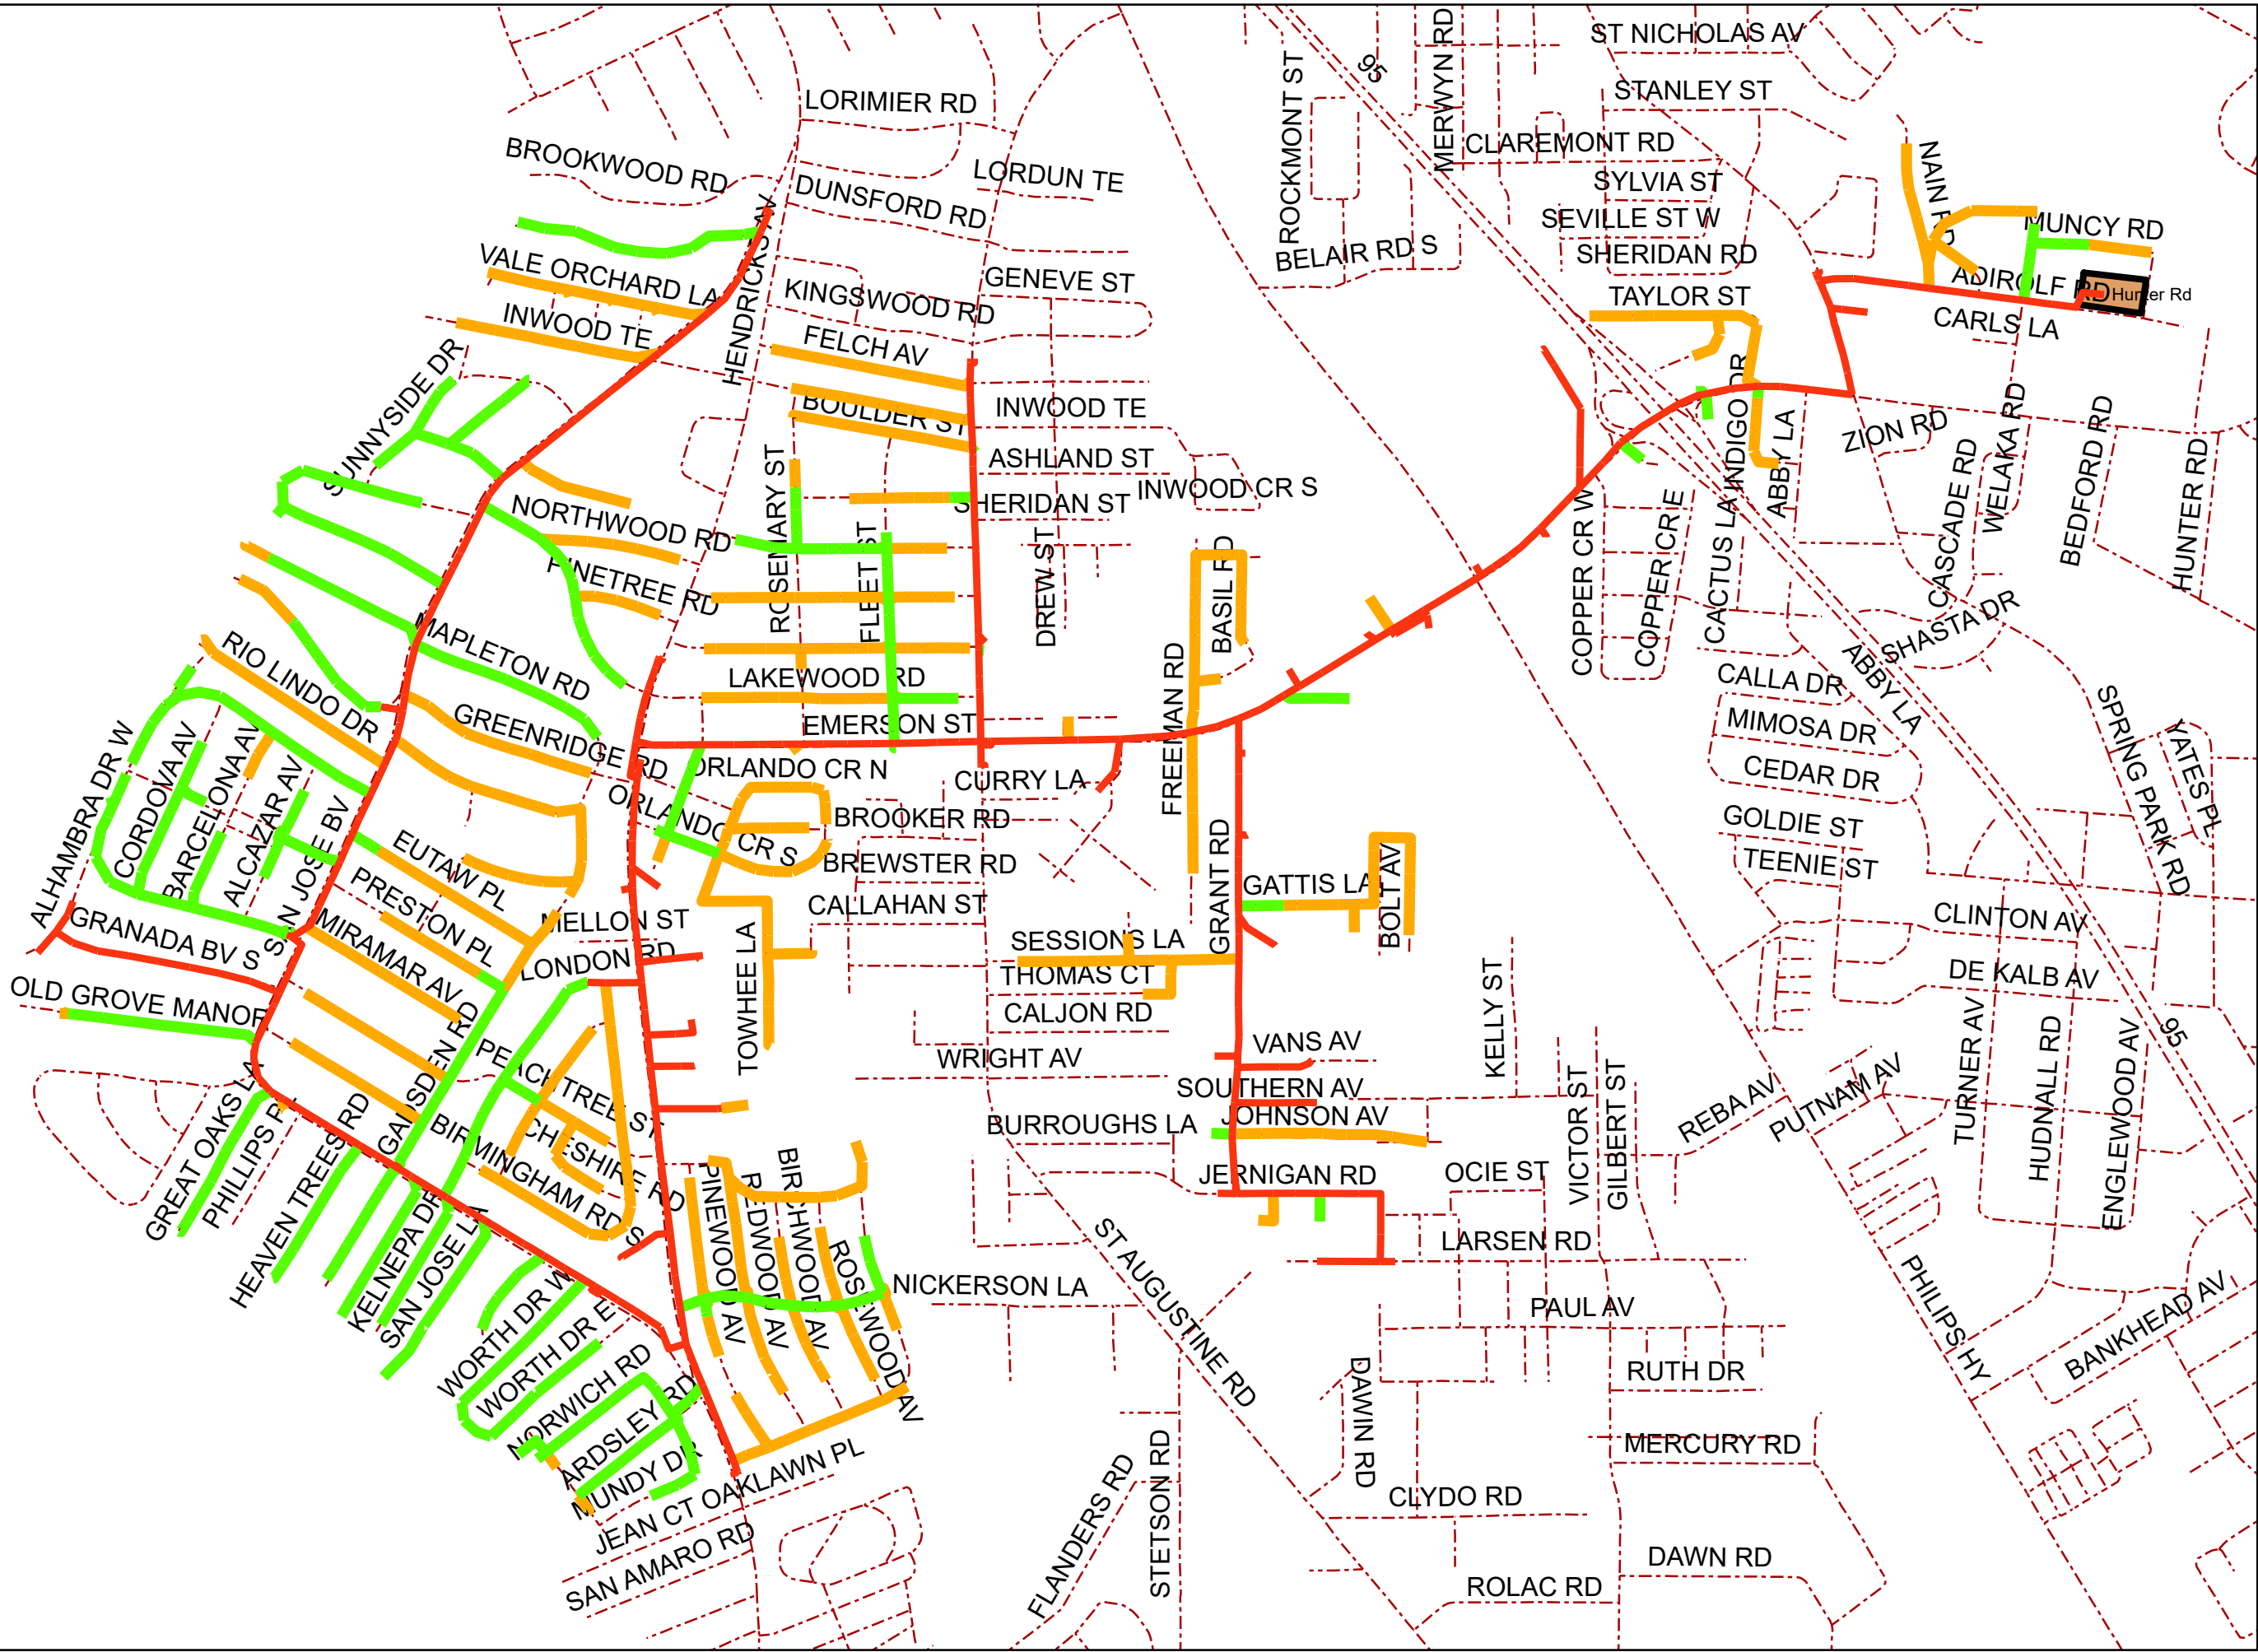 ST NICHOLAS AV
95
MERWYN RD
ROCKMONT ST
STANLEY ST
LORIMIER RD
CLAREMONT RD
BROOKWOOD RD
LORDUN TE
SYLVIA ST
NAIN RD
DUNSFORD RD
SEVILLE ST W
MUNCY RD
HENDRICKS AV
BELAIR RD S
SHERIDAN RD
VALE ORCHARD LA
GENEVE ST
ADIROLF RD
Hunter Rd
KINGSWOOD RD
TAYLOR ST
INWOOD TE
CARLS LA
FELCH AV
SUNNYSIDE DR
BOULDER ST
INWOOD TE
INDIGO DR
ABBY LA
ZION RD
WELAKA RD
BEDFORD RD
CASCADE RD
HUNTER RD
ASHLAND ST
ROSEMARY ST
INWOOD CR S
SHERIDAN ST
NORTHWOOD RD
COPPER CR W
COPPER CR E
CACTUS LA
FLEET ST
DREW ST
BASIL RD
PINETREE RD
SHASTA DR
MAPLETON RD
RIO LINDO DR
LAKEWOOD RD
FREEMAN RD
CALLA DR
ABBY LA
GREENRIDGE RD
EMERSON ST
MIMOSA DR
SPRING PARK RD
YATES PL
ALHAMBRA DR W
CORDOVA AV
BARCELONA AV
ALCAZAR AV
SAN JOSE BV
ORLANDO CR N
CURRY LA
CEDAR DR
ORLANDO CR S
BROOKER RD
GOLDIE ST
GRANT RD
BREWSTER RD
TEENIE ST
EUTAW PL
GATTIS LA
BOLT AV
PRESTON PL
CALLAHAN ST
CLINTON AV
MELLON ST
MIRAMAR AV
GRANADA BV S
LONDON RD
SESSIONS LA
THOMAS CT
DE KALB AV
TOWHEE LA
OLD GROVE MANOR
CALJON RD
KELLY ST
TURNER AV
HUDNALL RD
ENGLEWOOD AV
95
GADSDEN RD
VANS AV
WRIGHT AV
PEACHTREE ST
SOUTHERN AV
VICTOR ST
GILBERT ST
REBA AV
PUTNAM AV
GREAT OAKS LA
PHILLIPS PL
HEAVEN TREES RD
BIRMINGHAM RD S
CHESHIRE RD
JOHNSON AV
BURROUGHS LA
JERNIGAN RD
OCIE ST
PINEWOOD AV
REDWOOD AV
BIRCHWOOD AV
ROSEWOOD AV
KELNEPA DR
SAN JOSE LA
LARSEN RD
ST AUGUSTINE RD
NICKERSON LA
PHILIPS HY
BANKHEAD AV
WORTH DR W
WORTH DR E
PAUL AV
NORWICH RD
DAWIN RD
RUTH DR
ARDSLEY RD
MUNDY DR
MERCURY RD
JEAN CT
OAKLAWN PL
FLANDERS RD
STETSON RD
CLYDO RD
SAN AMARO RD
DAWN RD
ROLAC RD